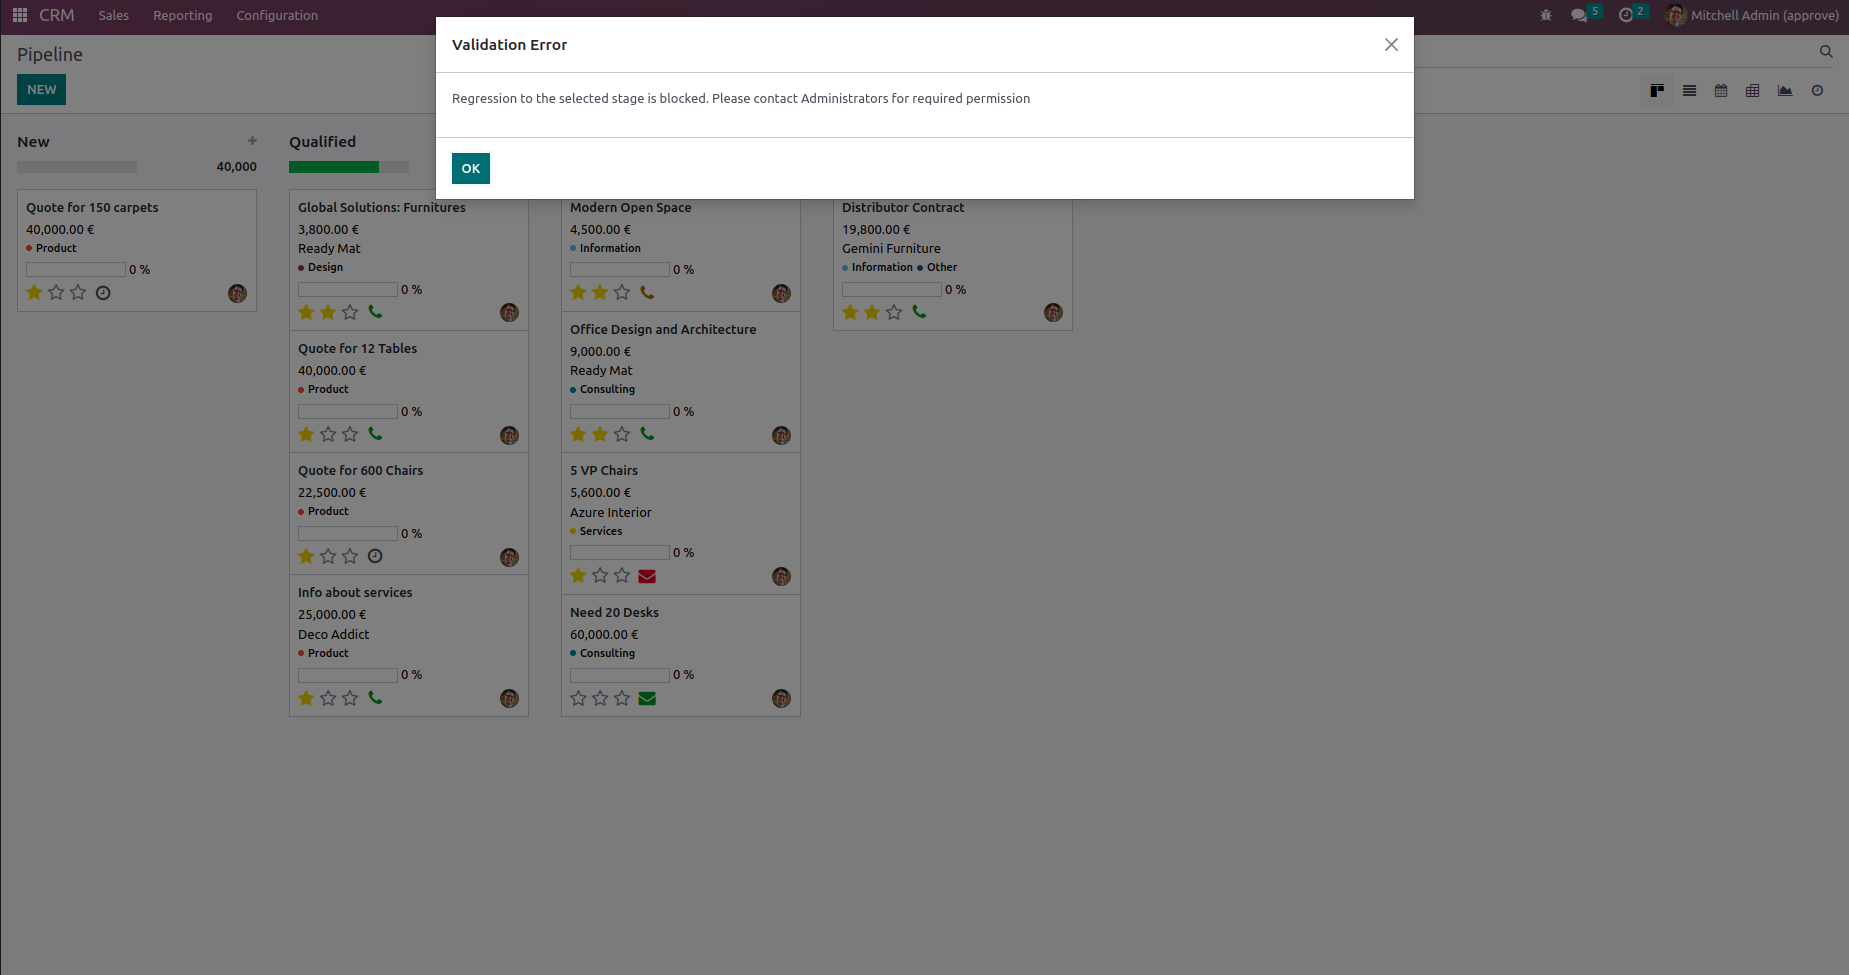 CRM Sales Reporting Configuration 5 2 Mitchell Admin (approve)
Pipeline
NEW
Validation Error
Regression to the selected stage is blocked. Please contact Administrators for required permission
OK
New
40,000
Quote for 150 carpets
40,000.00 €
Product
0 %
Qualified
Global Solutions: Furnitures
3,800.00 €
Ready Mat
Design
0 %
Quote for 12 Tables
40,000.00 €
Product
0 %
Quote for 600 Chairs
22,500.00 €
Product
0 %
Info about services
25,000.00 €
Deco Addict
Product
0 %
Modern Open Space
4,500.00 €
Information
0 %
Office Design and Architecture
9,000.00 €
Ready Mat
Consulting
0 %
5 VP Chairs
5,600.00 €
Azure Interior
Services
0 %
Need 20 Desks
60,000.00 €
Consulting
0 %
Distributor Contract
19,800.00 €
Gemini Furniture
Information Other
0 %